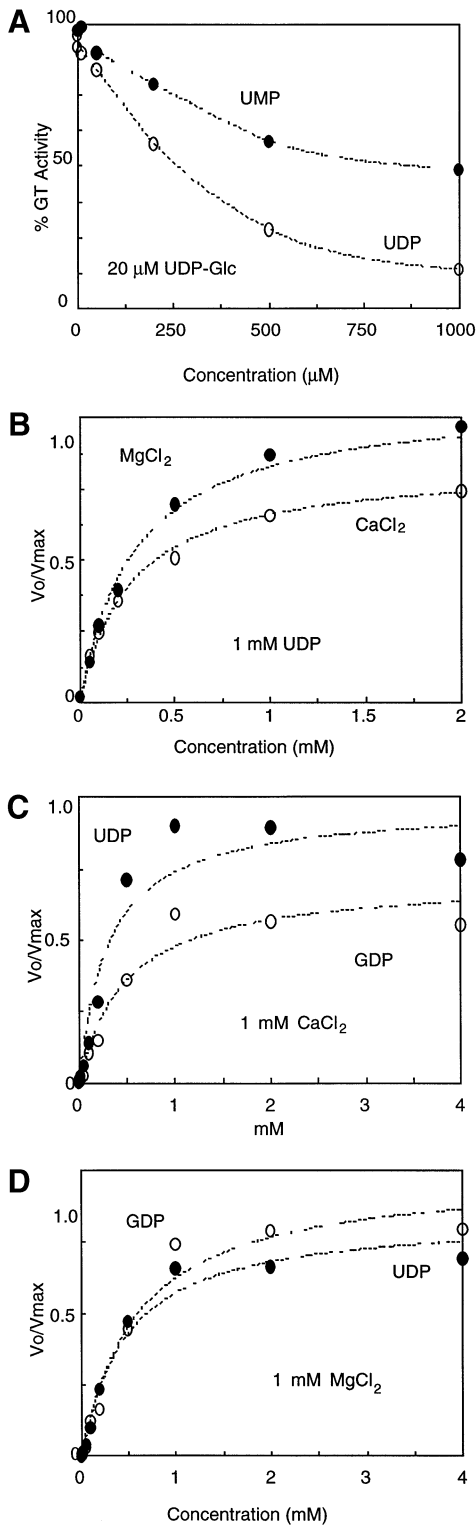 A
100
50
0
% GT Activity
UMP
UDP
20 μM UDP-Glc
0 250 500 750 1000
Concentration (μM)
B
1.0
0.5
0
Vo/Vmax
MgCl2
CaCl2
1 mM UDP
0 0.5 1 1.5 2
Concentration (mM)
C
1.0
0.5
0
Vo/Vmax
UDP
GDP
1 mM CaCl2
0 1 2 3 4
mM
D
1.0
0.5
0
Vo/Vmax
GDP
UDP
1 mM MgCl2
0 1 2 3 4
Concentration (mM)